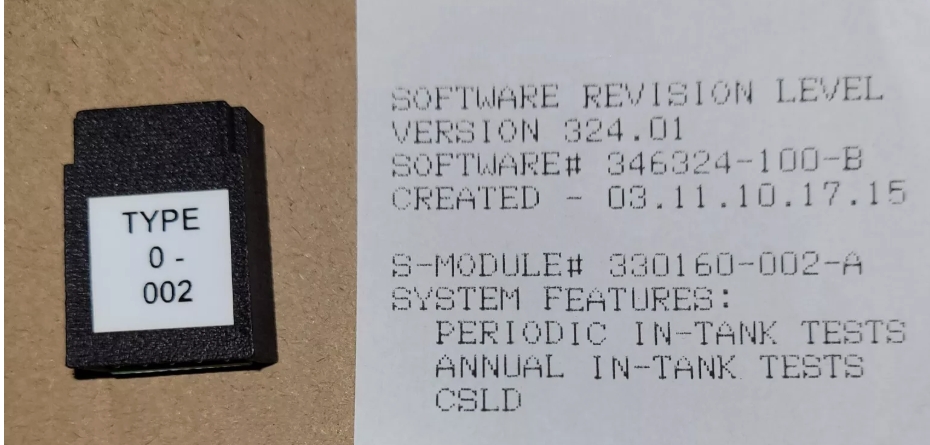 TYPE
0 -
002
SOFTWARE REVISION LEVEL
VERSION 324.01
SOFTWARE# 346324-100-B
CREATED - 03.11.10.17.15
S-MODULE# 330160-002-A
SYSTEM FEATURES:
PERIODIC IN-TANK TESTS
ANNUAL IN-TANK TESTS
CSLD